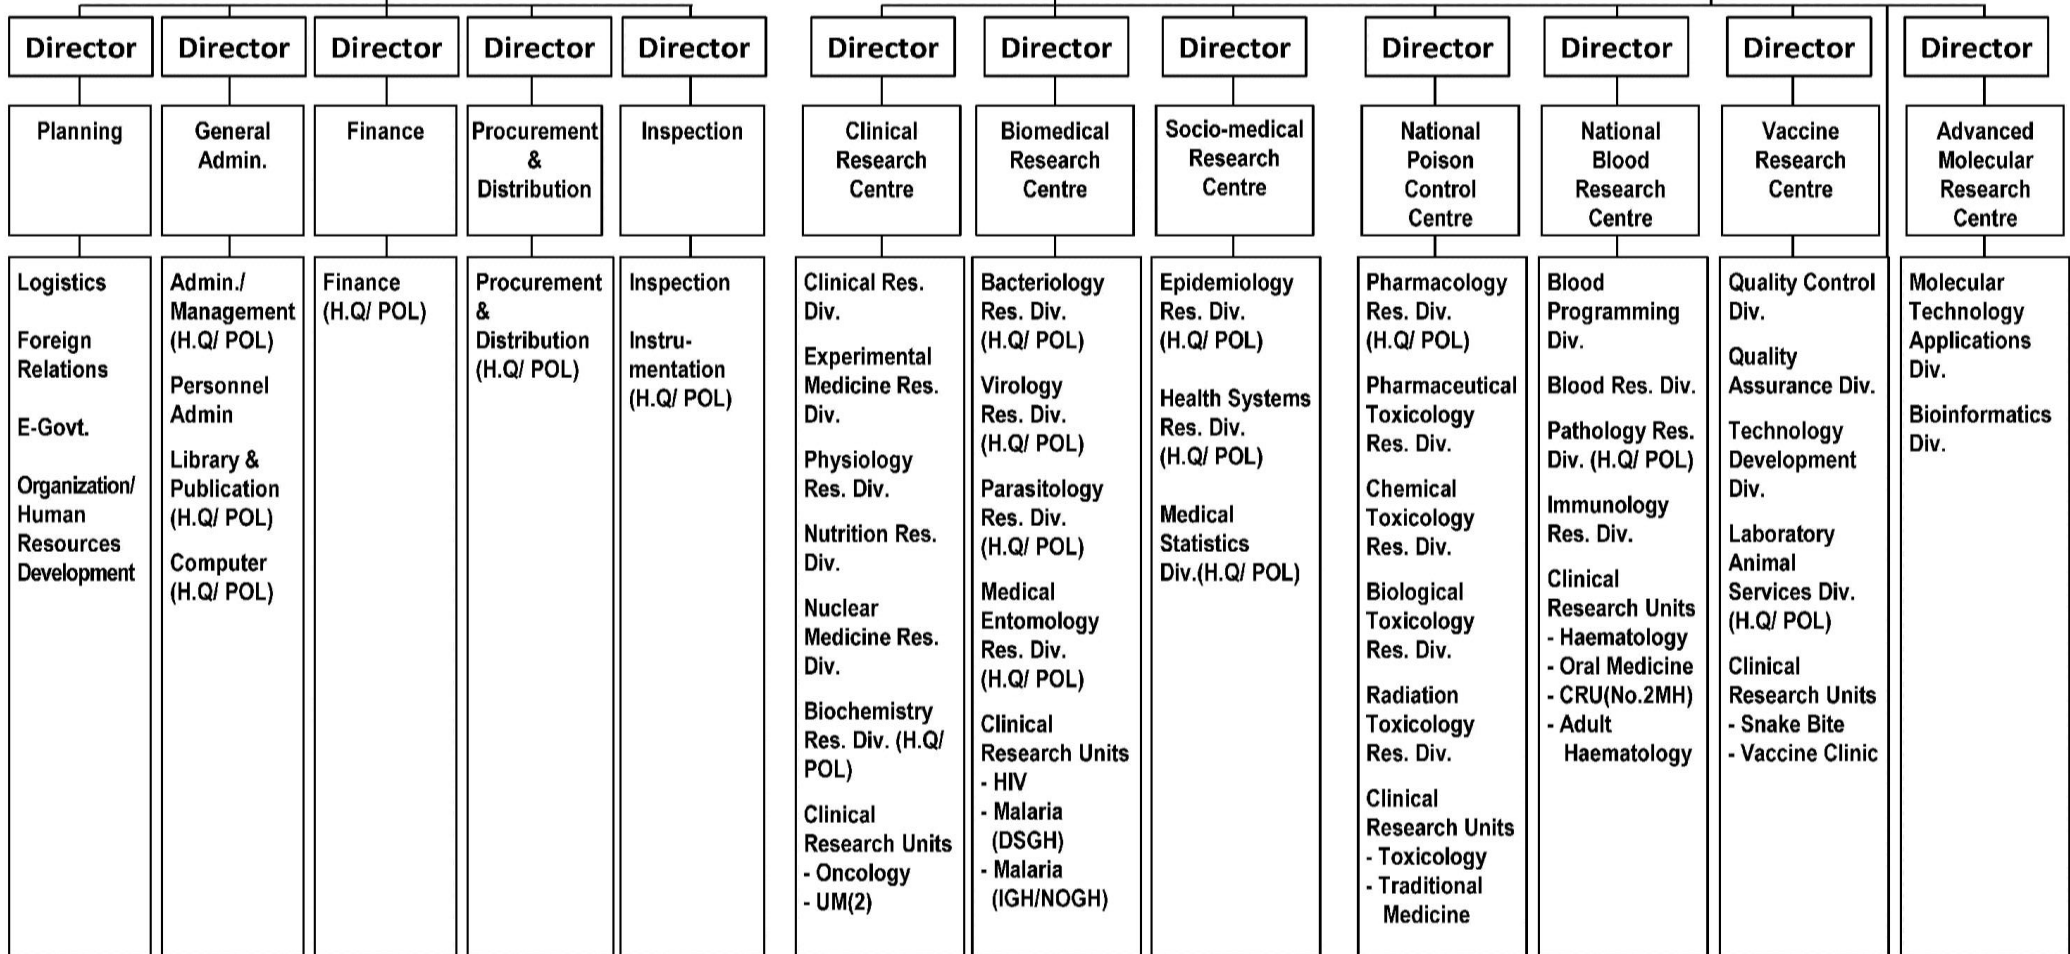 Director
Planning
Logistics
Foreign
Relations
E-Govt.
Organization/
Human
Resources
Development
Director
General
Admin.
Admin./
Management
(H.Q/ POL)
Personnel
Admin
Library &
Publication
(H.Q/ POL)
Computer
(H.Q/ POL)
Director
Finance
Finance
(H.Q/ POL)
Director
Procurement
&
Distribution
Procurement
&
Distribution
(H.Q/ POL)
Director
Inspection
Inspection
Instru-
mentation
(H.Q/ POL)
Director
Clinical
Research
Centre
Clinical Res.
Div.
Experimental
Medicine Res.
Div.
Physiology
Res. Div.
Nutrition Res.
Div.
Nuclear
Medicine Res.
Div.
Biochemistry
Res. Div. (H.Q/
POL)
Clinical
Research Units
- Oncology
- UM(2)
Director
Biomedical
Research
Centre
Bacteriology
Res. Div.
(H.Q/ POL)
Virology
Res. Div.
(H.Q/ POL)
Parasitology
Res. Div.
(H.Q/ POL)
Medical
Entomology
Res. Div.
(H.Q/ POL)
Clinical
Research Units
- HIV
- Malaria
(DSGH)
- Malaria
(IGH/NOGH)
Director
Socio-medical
Research
Centre
Epidemiology
Res. Div.
(H.Q/ POL)
Health Systems
Res. Div.
(H.Q/ POL)
Medical
Statistics
Div.(H.Q/ POL)
Director
National
Poison
Control
Centre
Pharmacology
Res. Div.
(H.Q/ POL)
Pharmaceutical
Toxicology
Res. Div.
Chemical
Toxicology
Res. Div.
Biological
Toxicology
Res. Div.
Radiation
Toxicology
Res. Div.
Clinical
Research Units
- Toxicology
- Traditional
Medicine
Director
National
Blood
Research
Centre
Blood
Programming
Div.
Blood Res. Div.
Pathology Res.
Div. (H.Q/ POL)
Immunology
Res. Div.
Clinical
Research Units
- Haematology
- Oral Medicine
- CRU(No.2MH)
- Adult
Haematology
Director
Vaccine
Research
Centre
Quality Control
Div.
Quality
Assurance Div.
Technology
Development
Div.
Laboratory
Animal
Services Div.
(H.Q/ POL)
Clinical
Research Units
- Snake Bite
- Vaccine Clinic
Director
Advanced
Molecular
Research
Centre
Molecular
Technology
Applications
Div.
Bioinformatics
Div.